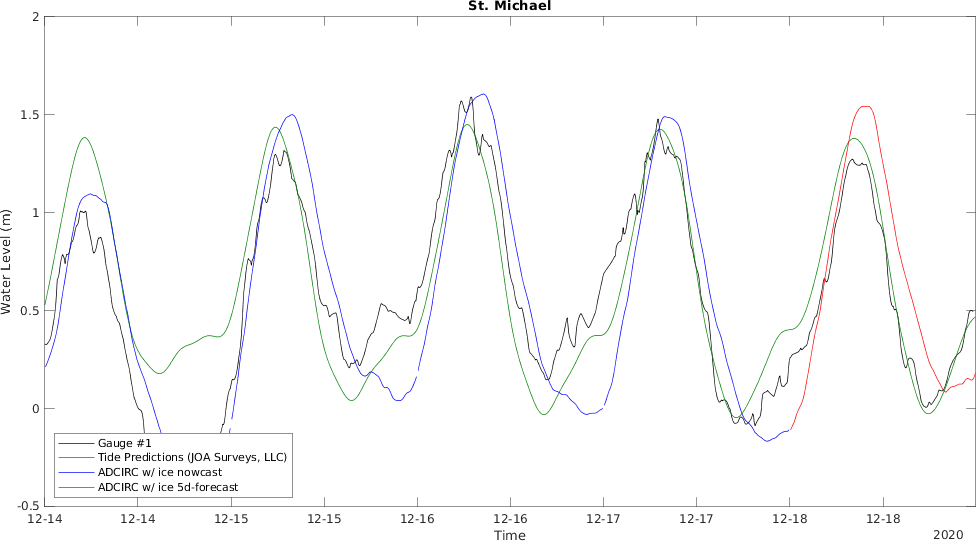 St. Michael
2
1.5
1
0.5
0
-0.5
Water Level (m)
Gauge #1
Tide Predictions (JOA Surveys, LLC)
ADCIRC w/ ice nowcast
ADCIRC w/ ice 5d-forecast
12-14 12-14 12-15 12-15 12-16 12-16 12-17 12-17 12-18 12-18
Time
2020